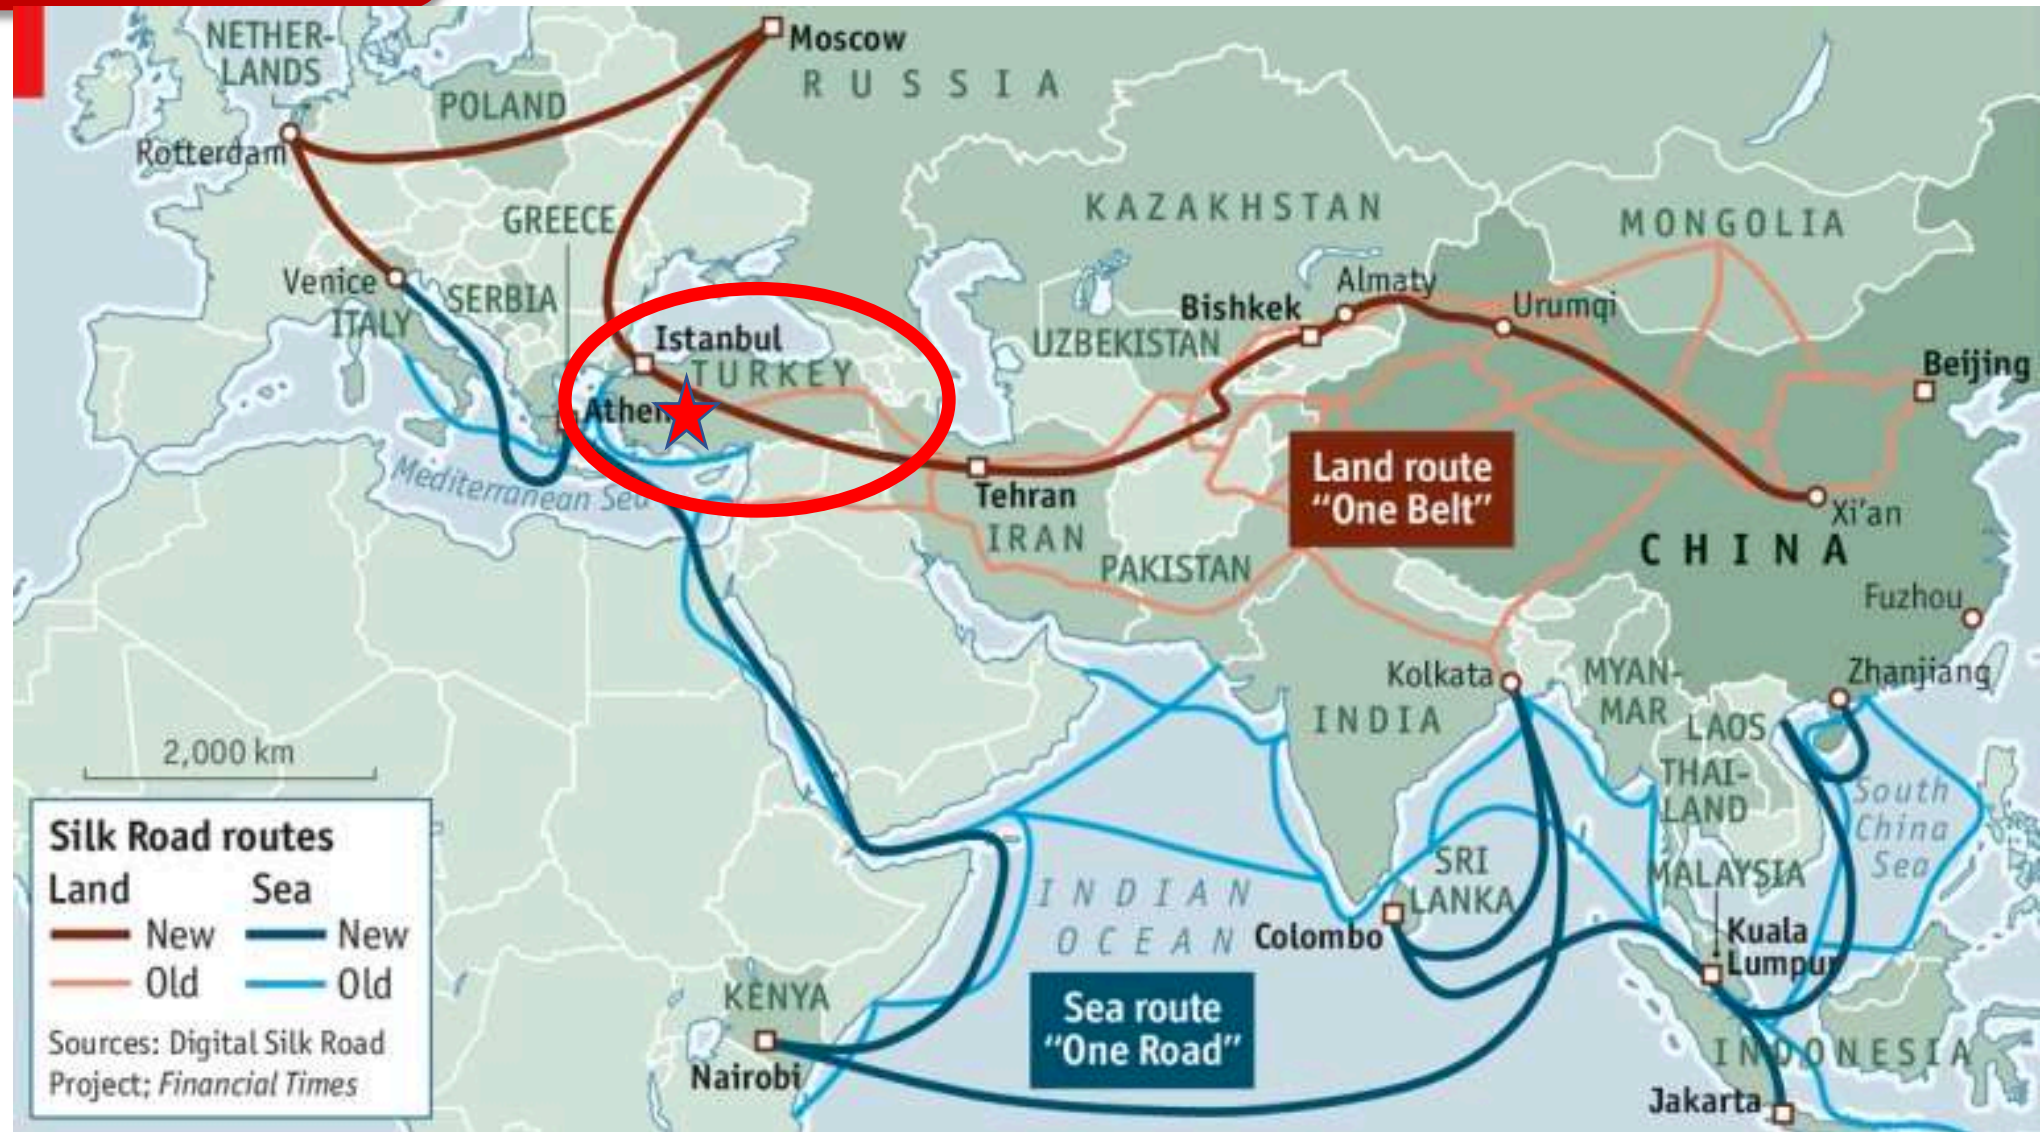 NETHER-
LANDS
Moscow
RUSSIA
POLAND
Rotterdam
KAZAKHSTAN
MONGOLIA
GREECE
Venice
SERBIA
ITALY
Almaty
Bishkek
Urumqi
Istanbul
UZBEKISTAN
TURKEY
Beijing
Athen
Mediterranean Sea
Land route
"One Belt"
Tehran
IRAN
Xi'an
CHINA
PAKISTAN
Fuzhou
Kolkata
MYAN-
MAR
Zhanjiang
INDIA
LAOS
2,000 km
THAI-
LAND
South
China
Sea
Silk Road routes
Land Sea
New New
Old Old
Sources: Digital Silk Road
Project; Financial Times
SRI
LANKA
MALAYSIA
INDIAN
OCEAN
Colombo
Kuala
Lumpur
KENYA
Sea route
"One Road"
Nairobi
INDONESIA
Jakarta